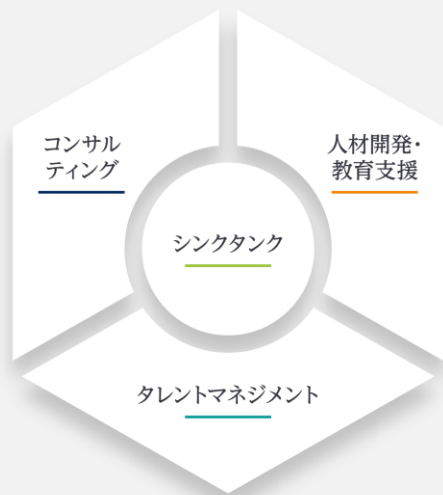 コンサル
ティング
人材開発・
教育支援
シンクタンク
タレントマネジメント